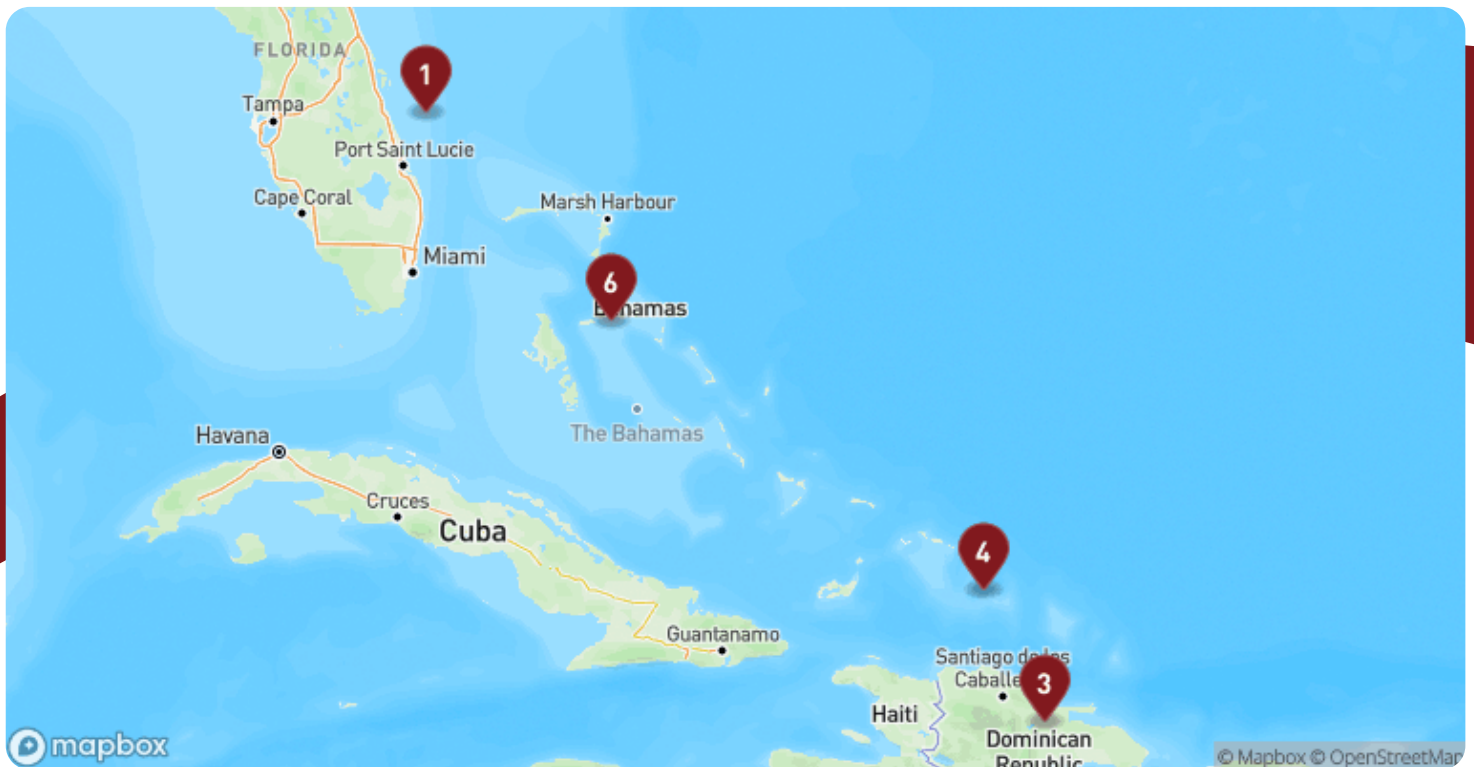 FLORIDA
1
Tampa
Port Saint Lucie
Cape Coral
Marsh Harbour
Miami
6
Bahamas
Havana
The Bahamas
Cruces
Cuba
4
Guantanamo
Santiago de los
Caballe
3
Haiti
Dominican
Republic
mapbox
© Mapbox © OpenStreetMap